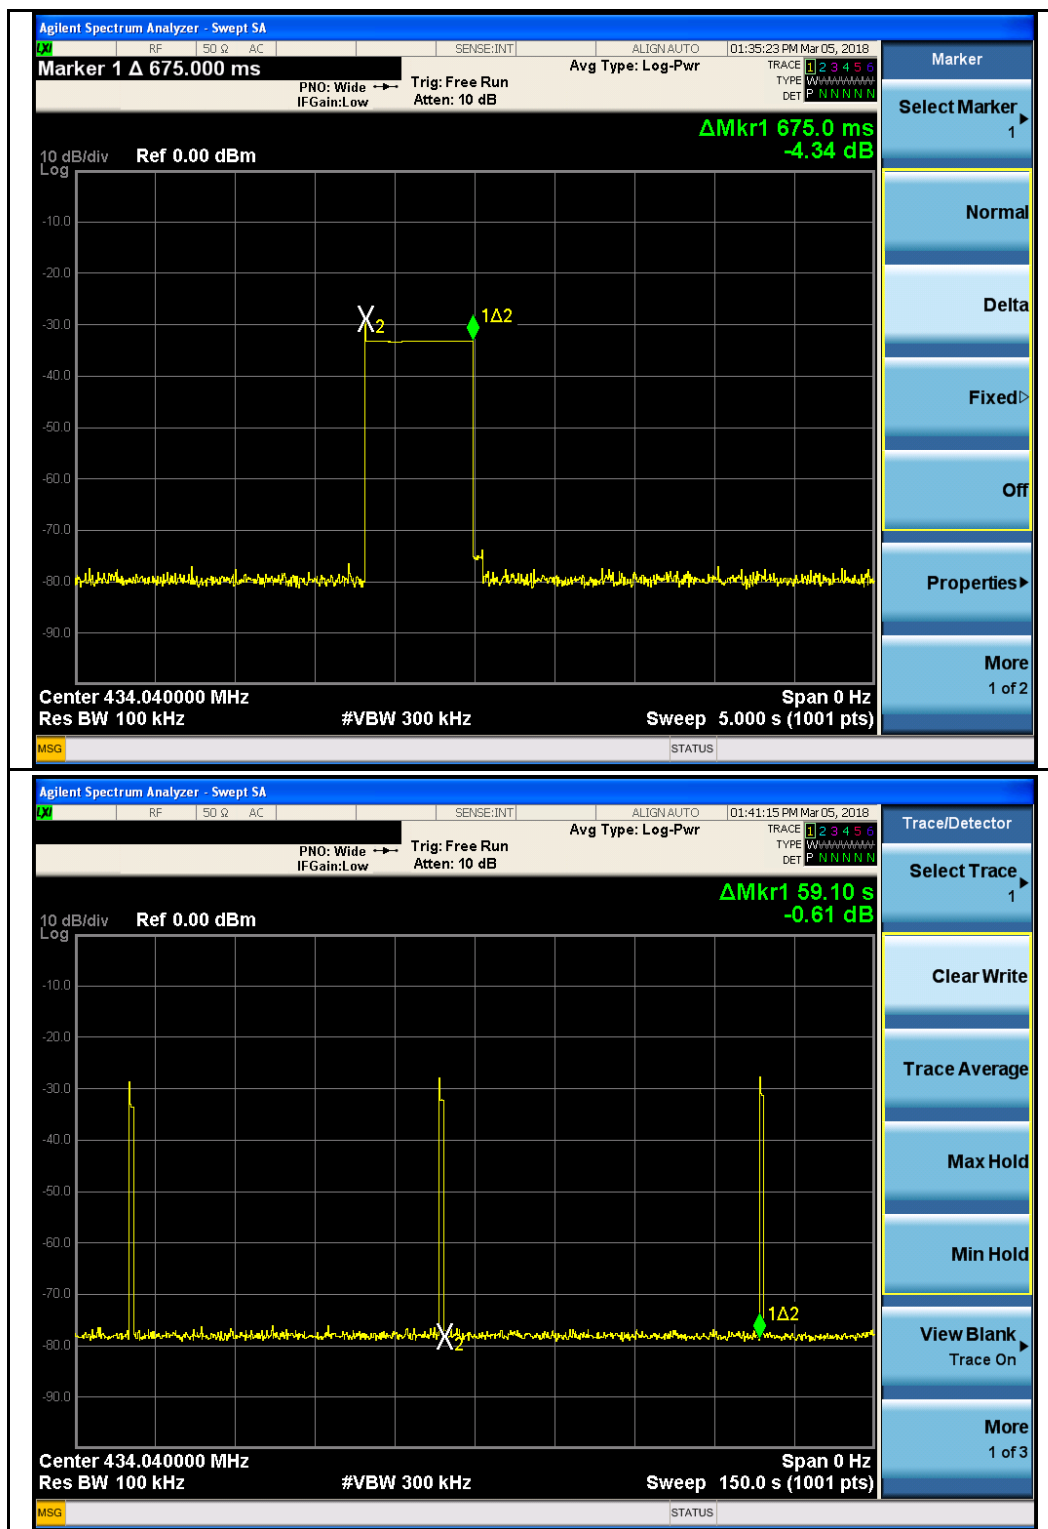 Agilent Spectrum Analyzer - Swept SA
LXI RF 50 Ω AC SENSE:INT ALIGN AUTO 01:35:23 PM Mar 05, 2018
Marker 1 Δ 675.000 ms
PNO: Wide
IFGain:Low
Trig: Free Run
Atten: 10 dB
Avg Type: Log-Pwr
TRACE 1 2 3 4 5 6
TYPE W
DET P N N N N N
ΔMkr1 675.0 ms
-4.34 dB
10 dB/div Ref 0.00 dBm
Log
-10.0
-20.0
-30.0
-40.0
-50.0
-60.0
-70.0
-80.0
-90.0
X2
1Δ2
Center 434.040000 MHz Span 0 Hz
Res BW 100 kHz #VBW 300 kHz Sweep 5.000 s (1001 pts)
MSG STATUS
Marker
Select Marker
1
Normal
Delta
Fixed
Off
Properties
More
1 of 2
Agilent Spectrum Analyzer - Swept SA
LXI RF 50 Ω AC SENSE:INT ALIGN AUTO 01:41:15 PM Mar 05, 2018
PNO: Wide
IFGain:Low
Trig: Free Run
Atten: 10 dB
Avg Type: Log-Pwr
TRACE 1 2 3 4 5 6
TYPE W
DET P N N N N N
ΔMkr1 59.10 s
-0.61 dB
10 dB/div Ref 0.00 dBm
Log
-10.0
-20.0
-30.0
-40.0
-50.0
-60.0
-70.0
-80.0
-90.0
X2
1Δ2
Center 434.040000 MHz Span 0 Hz
Res BW 100 kHz #VBW 300 kHz Sweep 150.0 s (1001 pts)
MSG STATUS
Trace/Detector
Select Trace
1
Clear Write
Trace Average
Max Hold
Min Hold
View Blank
Trace On
More
1 of 3